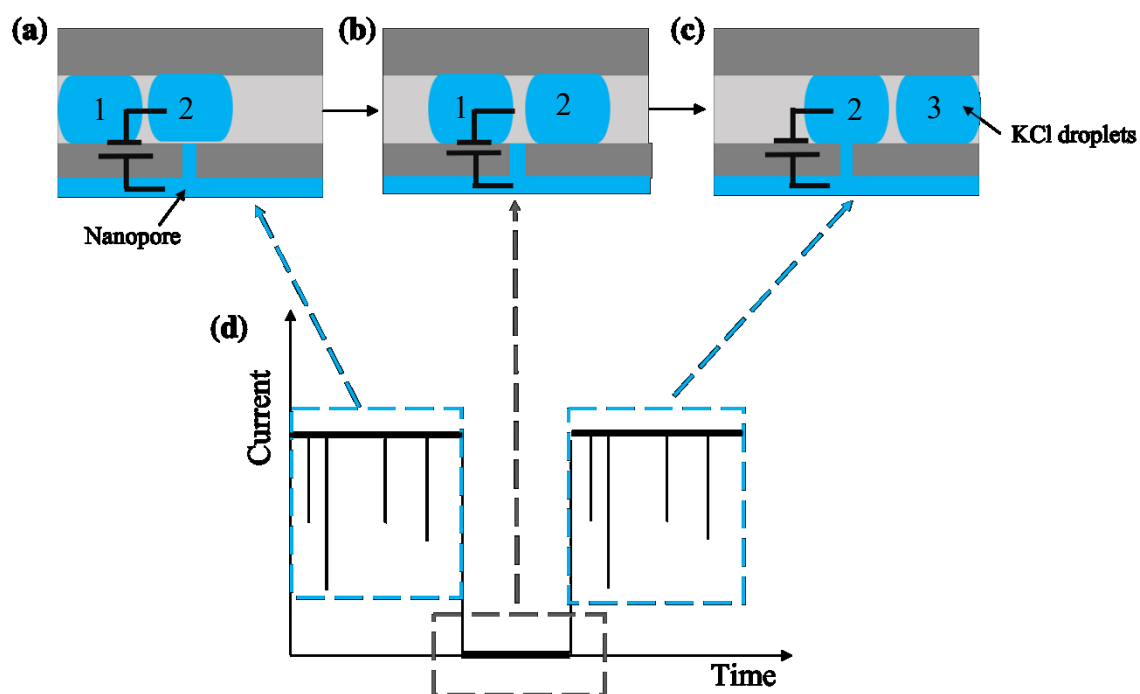 (a)
(b)
(c)
1 2
1 2
2 3
KCl droplets
Nanopore
(d)
Current
Time